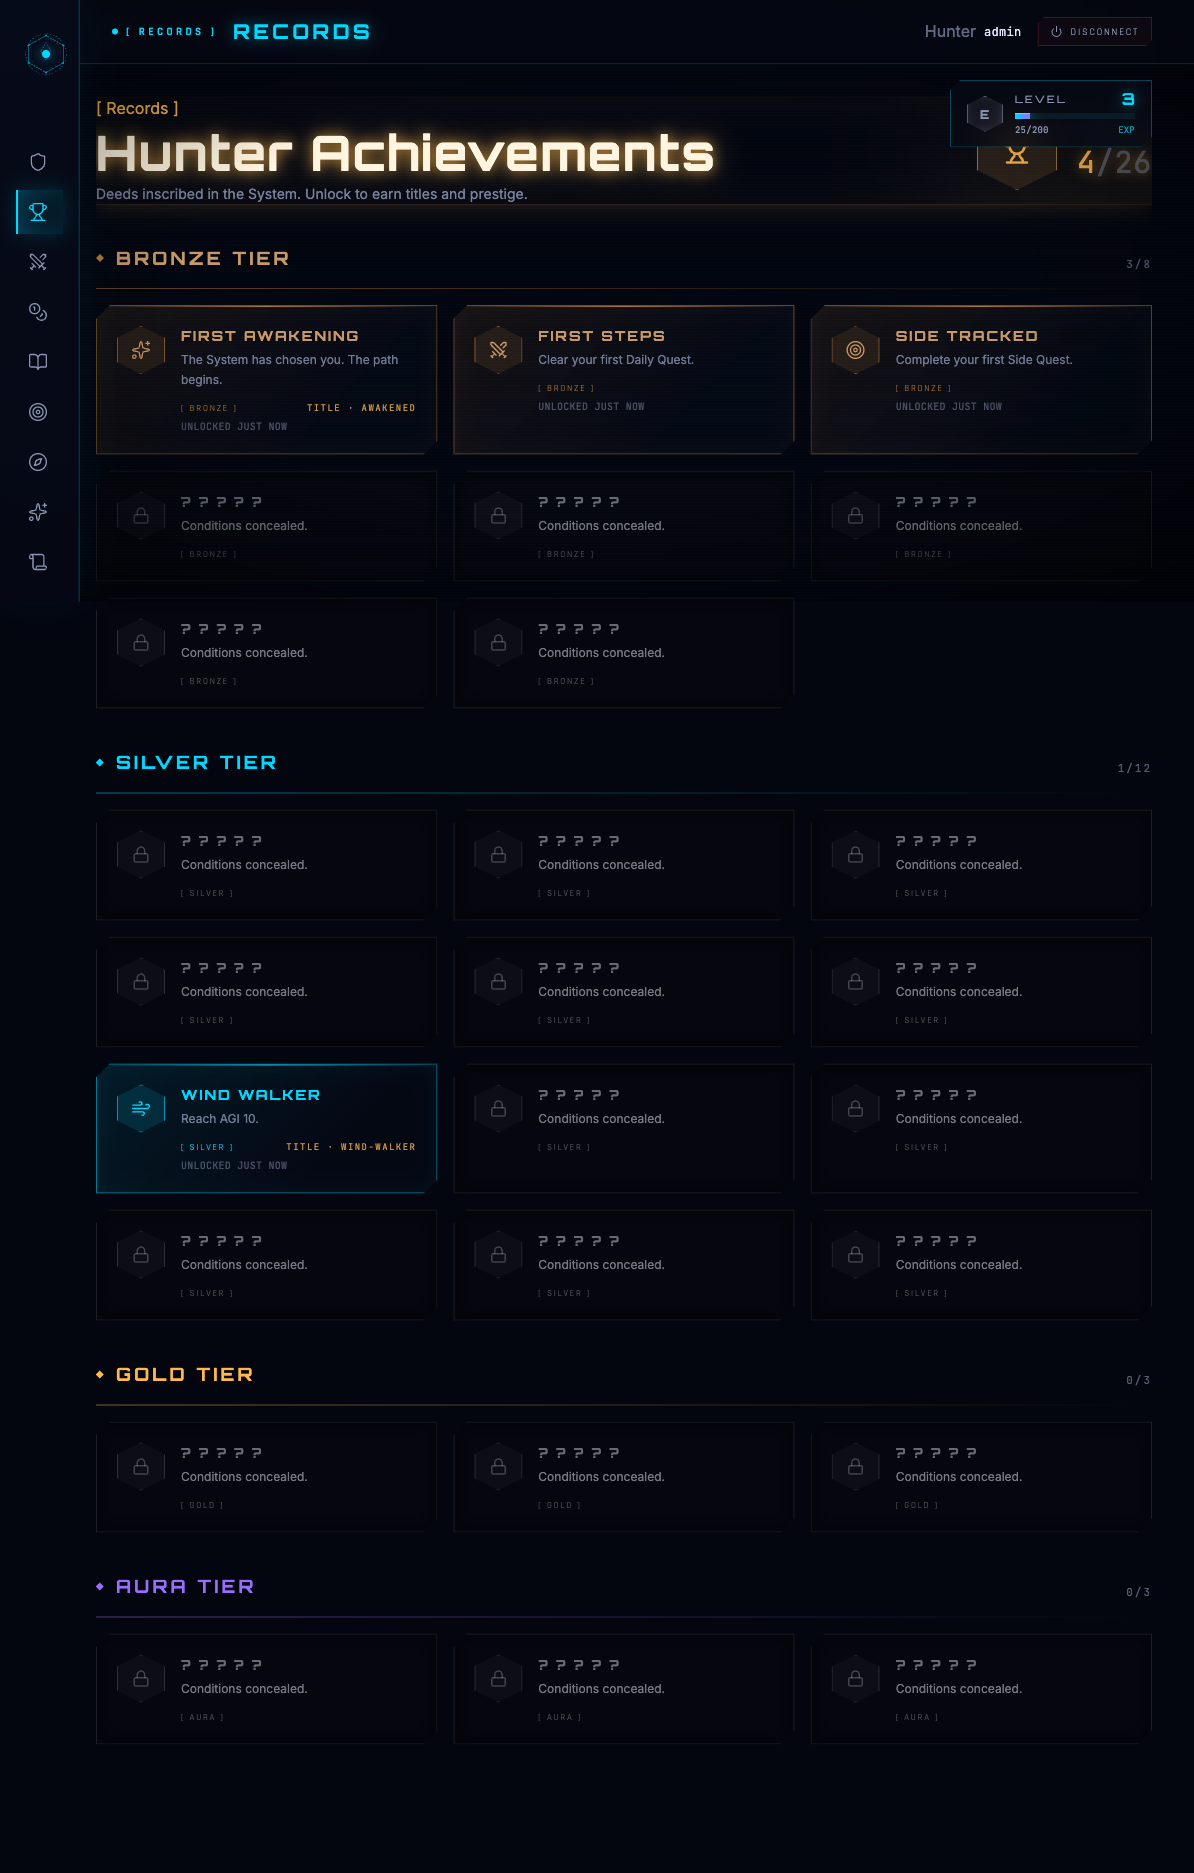 [ RECORDS ] RECORDS
Hunter admin DISCONNECT
[ Records ]
E LEVEL 3
25/200 EXP
Hunter Achievements
4/26
Deeds inscribed in the System. Unlock to earn titles and prestige.
BRONZE TIER
3/8
FIRST AWAKENING
The System has chosen you. The path
begins.
[ BRONZE ] TITLE · AWAKENED
UNLOCKED JUST NOW
FIRST STEPS
Clear your first Daily Quest.
[ BRONZE ]
UNLOCKED JUST NOW
SIDE TRACKED
Complete your first Side Quest.
[ BRONZE ]
UNLOCKED JUST NOW
? ? ? ? ?
Conditions concealed.
[ BRONZE ]
? ? ? ? ?
Conditions concealed.
[ BRONZE ]
? ? ? ? ?
Conditions concealed.
[ BRONZE ]
? ? ? ? ?
Conditions concealed.
[ BRONZE ]
? ? ? ? ?
Conditions concealed.
[ BRONZE ]
SILVER TIER
1/12
? ? ? ? ?
Conditions concealed.
[ SILVER ]
? ? ? ? ?
Conditions concealed.
[ SILVER ]
? ? ? ? ?
Conditions concealed.
[ SILVER ]
? ? ? ? ?
Conditions concealed.
[ SILVER ]
? ? ? ? ?
Conditions concealed.
[ SILVER ]
? ? ? ? ?
Conditions concealed.
[ SILVER ]
WIND WALKER
Reach AGI 10.
[ SILVER ] TITLE · WIND-WALKER
UNLOCKED JUST NOW
? ? ? ? ?
Conditions concealed.
[ SILVER ]
? ? ? ? ?
Conditions concealed.
[ SILVER ]
? ? ? ? ?
Conditions concealed.
[ SILVER ]
? ? ? ? ?
Conditions concealed.
[ SILVER ]
? ? ? ? ?
Conditions concealed.
[ SILVER ]
GOLD TIER
0/3
? ? ? ? ?
Conditions concealed.
[ GOLD ]
? ? ? ? ?
Conditions concealed.
[ GOLD ]
? ? ? ? ?
Conditions concealed.
[ GOLD ]
AURA TIER
0/3
? ? ? ? ?
Conditions concealed.
[ AURA ]
? ? ? ? ?
Conditions concealed.
[ AURA ]
? ? ? ? ?
Conditions concealed.
[ AURA ]